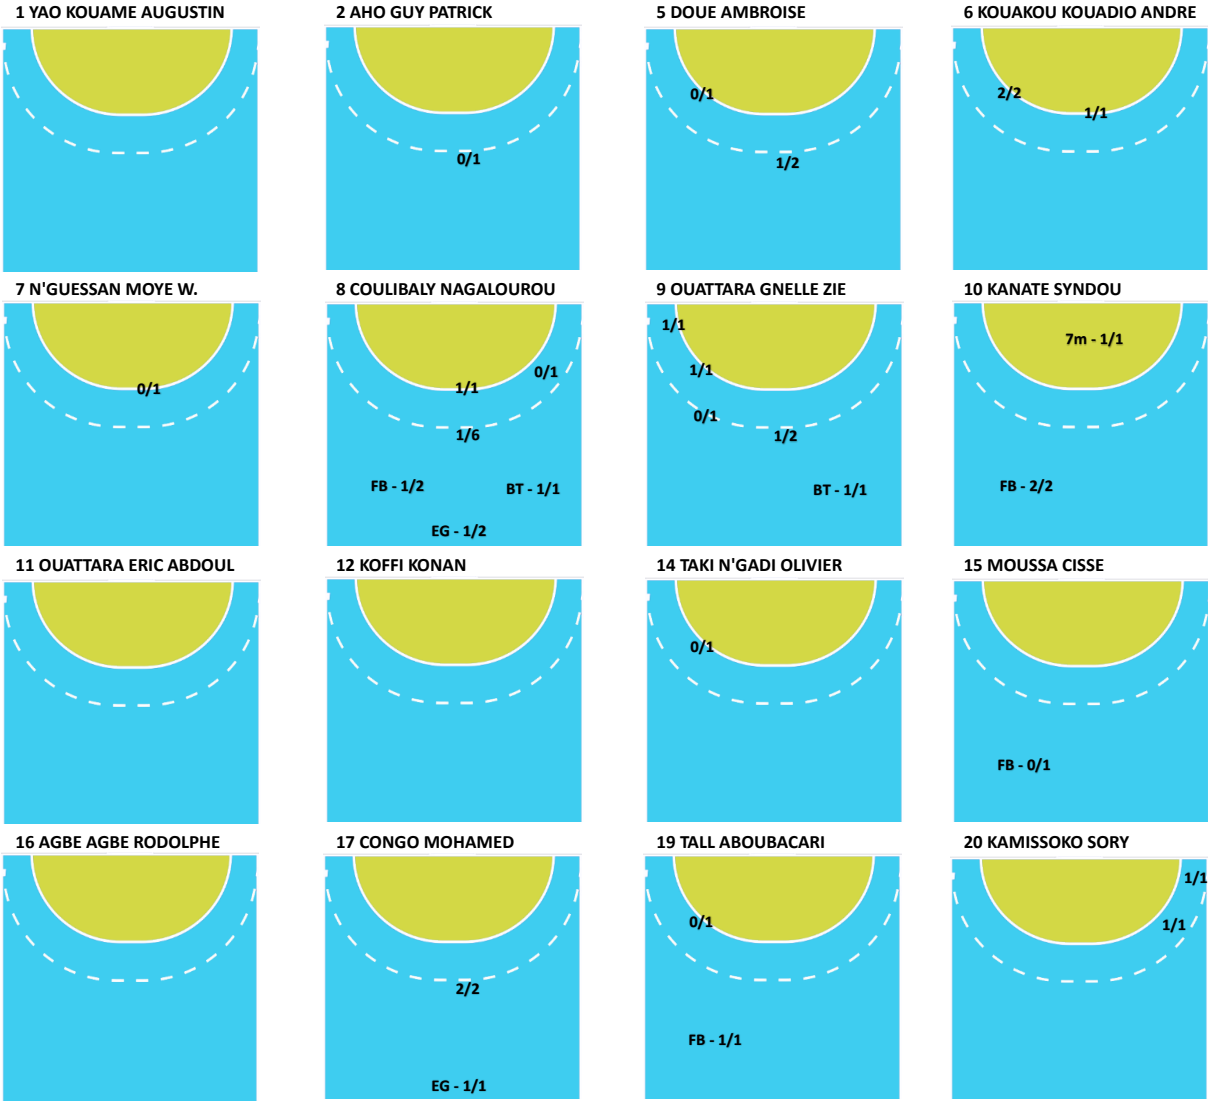 1 YAO KOUAME AUGUSTIN
2 AHO GUY PATRICK
0/1
5 DOUE AMBROISE
0/1
1/2
6 KOUAKOU KOUADIO ANDRE
2/2
1/1
7 N'GUESSAN MOYE W.
0/1
8 COULIBALY NAGALOUROU
0/1
1/1
1/6
FB - 1/2
BT - 1/1
EG - 1/2
9 OUATTARA GNELLE ZIE
1/1
1/1
0/1
1/2
BT - 1/1
10 KANATE SYNDOU
7m - 1/1
FB - 2/2
11 OUATTARA ERIC ABDOUL
12 KOFFI KONAN
14 TAKI N'GADI OLIVIER
0/1
15 MOUSSA CISSE
FB - 0/1
16 AGBE AGBE RODOLPHE
17 CONGO MOHAMED
2/2
EG - 1/1
19 TALL ABOUBACARI
0/1
FB - 1/1
20 KAMISSOKO SORY
1/1
1/1